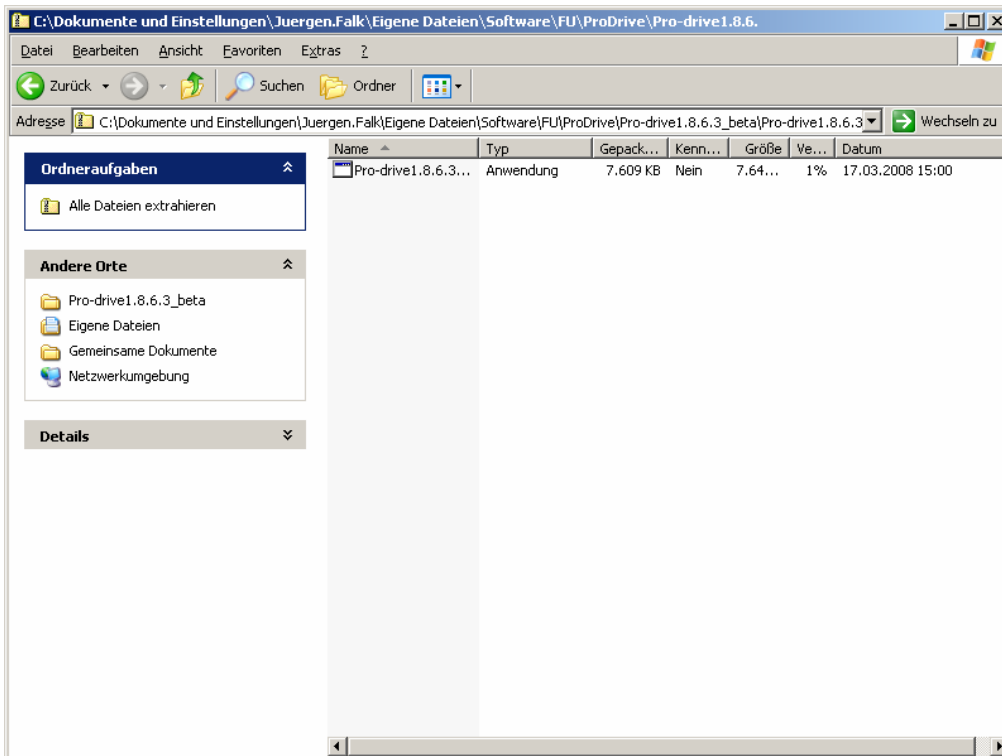 C:\Dokumente und Einstellungen\Juergen.Falk\Eigene Dateien\Software\FU\ProDrive\Pro-drive1.8.6.
Datei Bearbeiten Ansicht Favoriten Extras ?
Zurück Suchen Ordner
Adresse C:\Dokumente und Einstellungen\Juergen.Falk\Eigene Dateien\Software\FU\ProDrive\Pro-drive1.8.6.3_beta\Pro-drive1.8.6.3 Wechseln zu
Name Typ Gepack... Kenn... Größe Ve... Datum
Pro-drive1.8.6.3... Anwendung 7.609 KB Nein 7.64... 1% 17.03.2008 15:00
Ordneraufgaben
Alle Dateien extrahieren
Andere Orte
Pro-drive1.8.6.3_beta
Eigene Dateien
Gemeinsame Dokumente
Netzwerkumgebung
Details